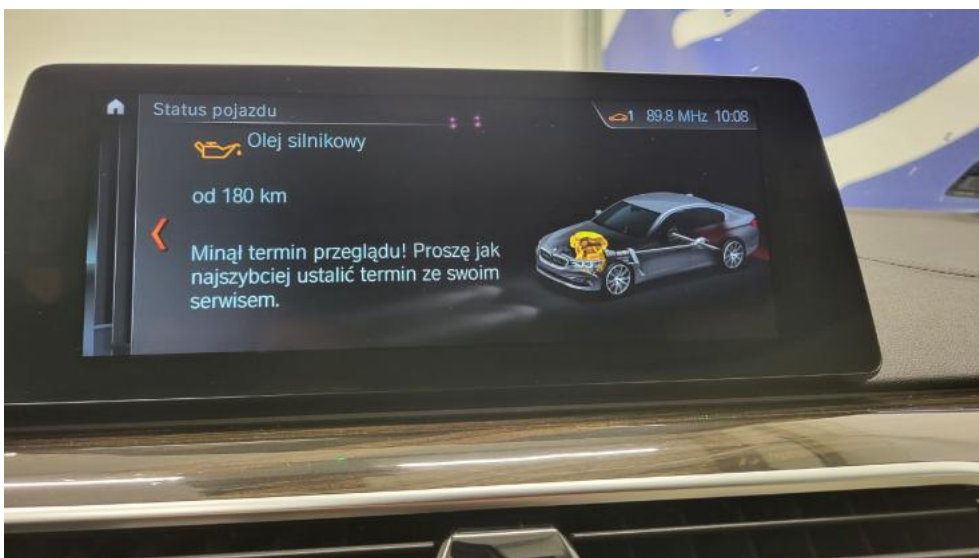 Status pojazdu
1 89.8 MHz 10:08
Olej silnikowy
od 180 km
Minął termin przeglądu! Proszę jak
najszybciej ustalić termin ze swoim
serwisem.